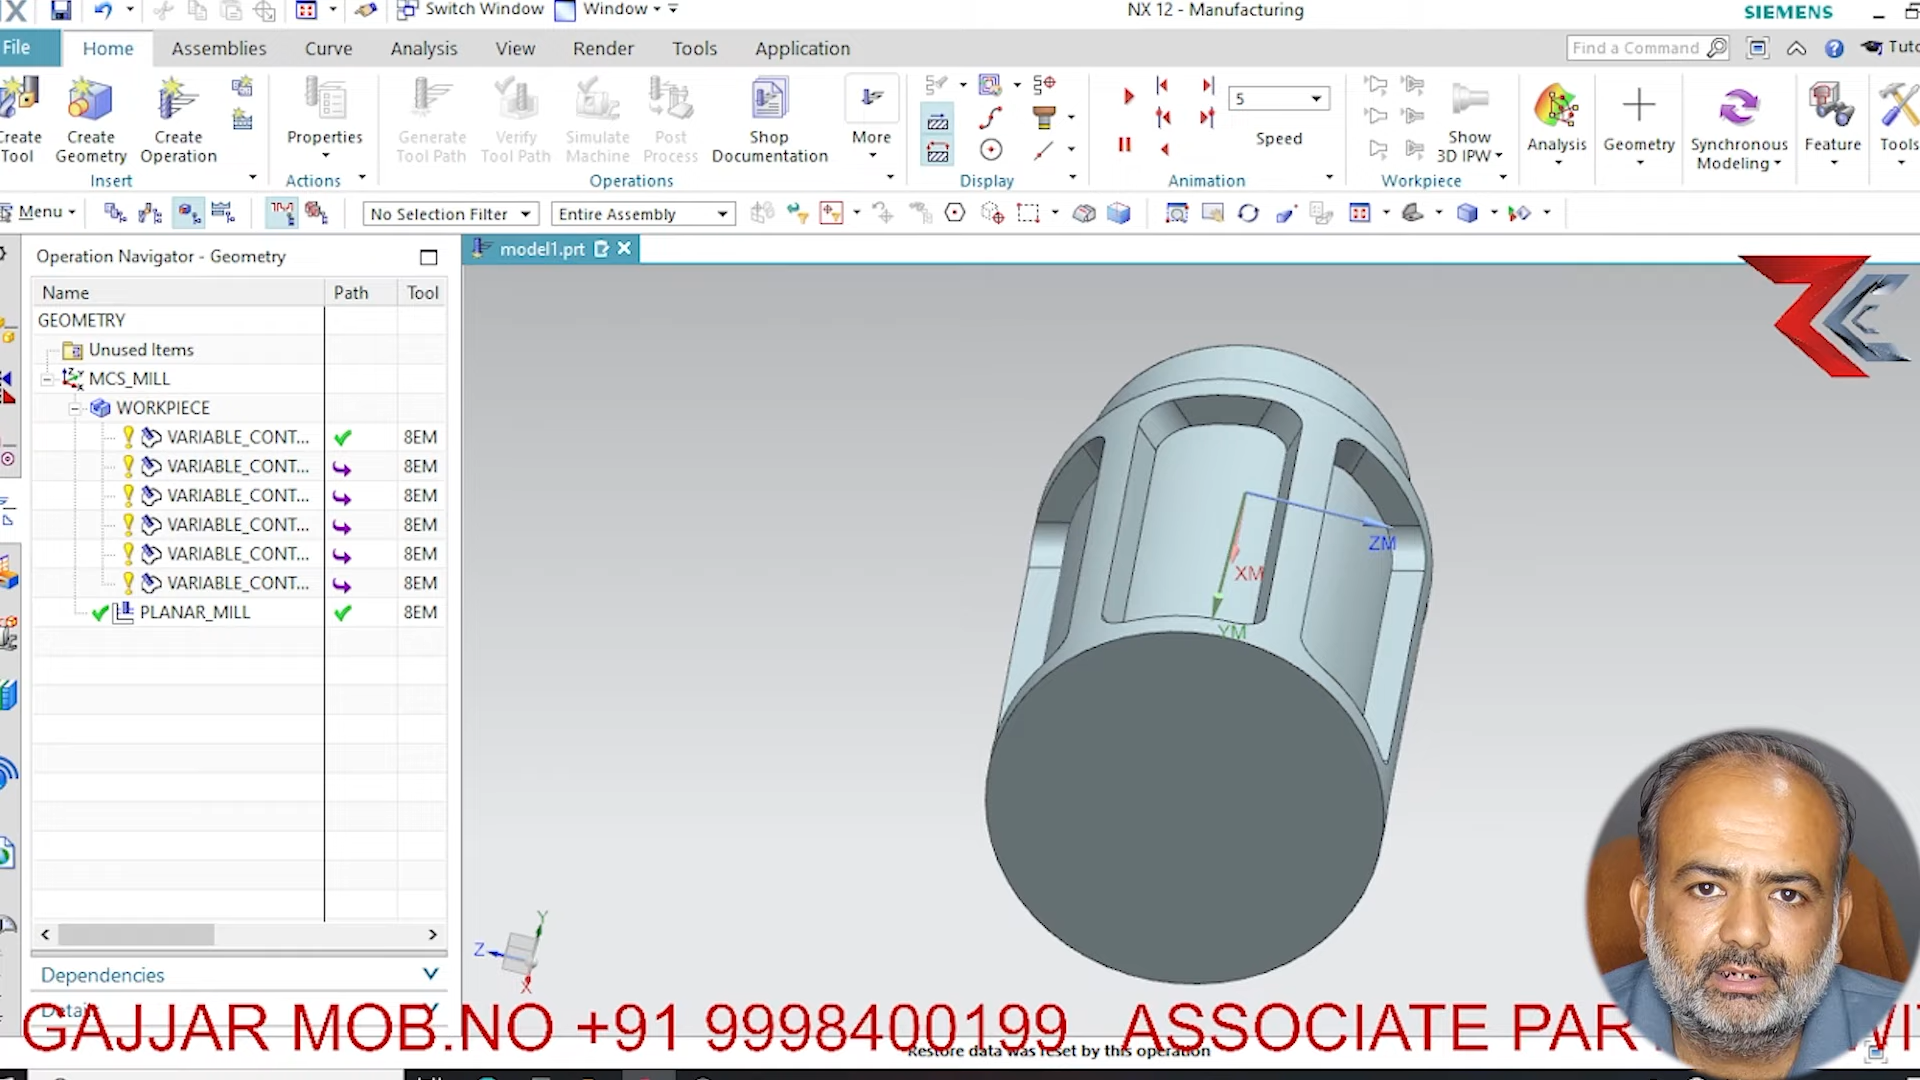 Switch Window
Window
NX 12 - Manufacturing
SIEMENS
File
Home
Assemblies
Curve
Analysis
View
Render
Tools
Application
Find a Command
Create Geometry
Create Operation
Insert
Properties
Actions
Generate Tool Path
Verify Tool Path
Simulate Machine
Post Process
Shop Documentation
Operations
More
Display
5
Speed
Animation
Show 3D IPW
Workpiece
Analysis
Geometry
Synchronous Modeling
Feature
Tools
Menu
No Selection Filter
Entire Assembly
Operation Navigator - Geometry
model1.prt
Name Path Tool
GEOMETRY
Unused Items
MCS_MILL
WORKPIECE
VARIABLE_CONT... 8EM
VARIABLE_CONT... 8EM
VARIABLE_CONT... 8EM
VARIABLE_CONT... 8EM
VARIABLE_CONT... 8EM
VARIABLE_CONT... 8EM
PLANAR_MILL 8EM
ZM
XM
YM
Y
Z
X
Dependencies
GAJJAR MOB.NO +91 9998400199 ASSOCIATE PAR
Restore data was reset by this operation